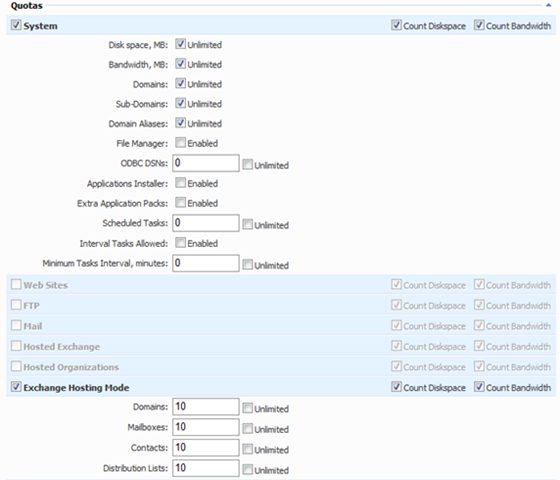 Quotas
System Count Diskspace Count Bandwidth
Disk space, MB: Unlimited
Bandwidth, MB: Unlimited
Domains: Unlimited
Sub-Domains: Unlimited
Domain Aliases: Unlimited
File Manager: Enabled
ODBC DSNs: 0 Unlimited
Applications Installer: Enabled
Extra Application Packs: Enabled
Scheduled Tasks: 0 Unlimited
Interval Tasks Allowed: Enabled
Minimum Tasks Interval, minutes: 0 Unlimited
Web Sites Count Diskspace Count Bandwidth
FTP Count Diskspace Count Bandwidth
Mail Count Diskspace Count Bandwidth
Hosted Exchange Count Diskspace Count Bandwidth
Hosted Organizations Count Diskspace Count Bandwidth
Exchange Hosting Mode Count Diskspace Count Bandwidth
Domains: 10 Unlimited
Mailboxes: 10 Unlimited
Contacts: 10 Unlimited
Distribution Lists: 10 Unlimited